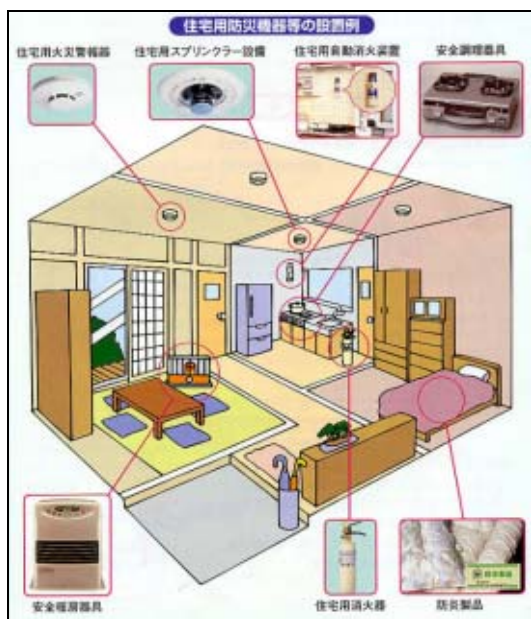 住宅用防災機器等の設置例
住宅用火災警報器
住宅用スプリンクラー設備
住宅用自動消火装置
安全調理器具
安全暖房器具
住宅用消火器
防炎製品